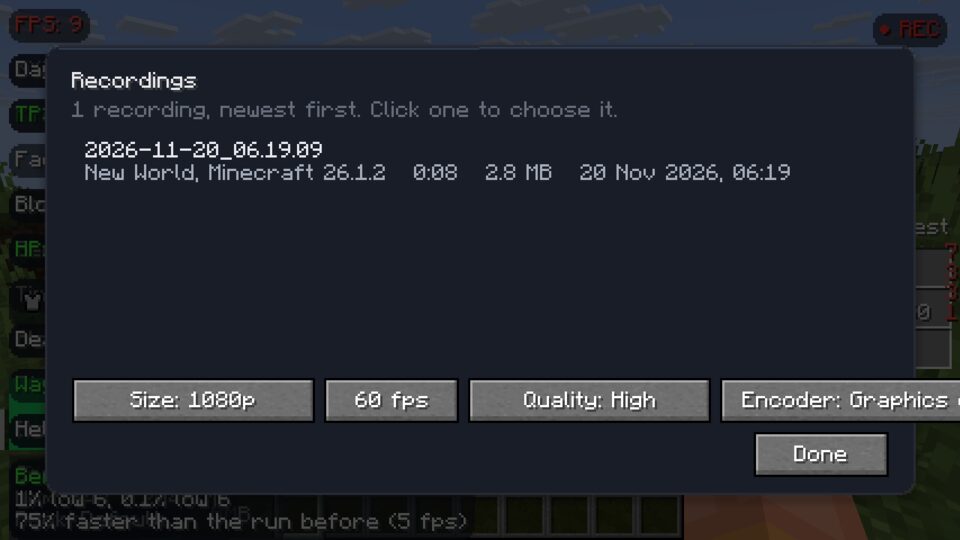 FPS: 9
REC
Recordings
1 recording, newest first. Click one to choose it.
2026-11-20_06.19.09
New World, Minecraft 26.1.2 0:08 2.8 MB 20 Nov 2026, 06:19
Size: 1080p
60 fps
Quality: High
Encoder: Graphics
Done
1% low 6, 0.1% low 6
75% faster than the run before (5 fps)